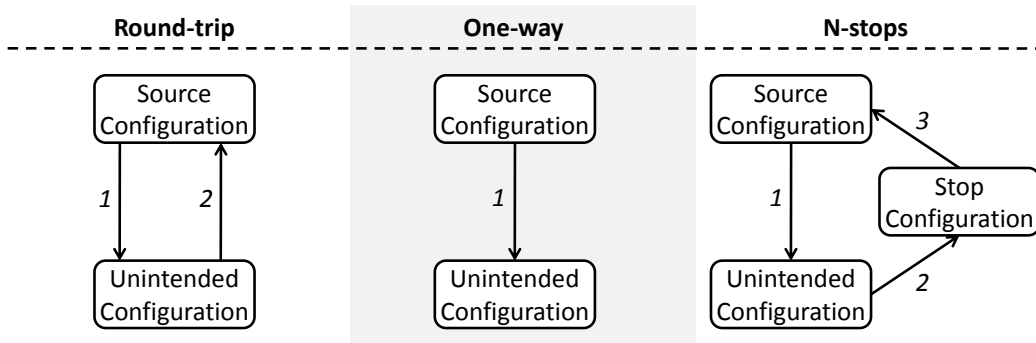 Round-trip
One-way
N-stops
Source
Configuration
1
2
Unintended
Configuration
Source
Configuration
1
Unintended
Configuration
Source
Configuration
3
1
Stop
Configuration
Unintended
Configuration
2